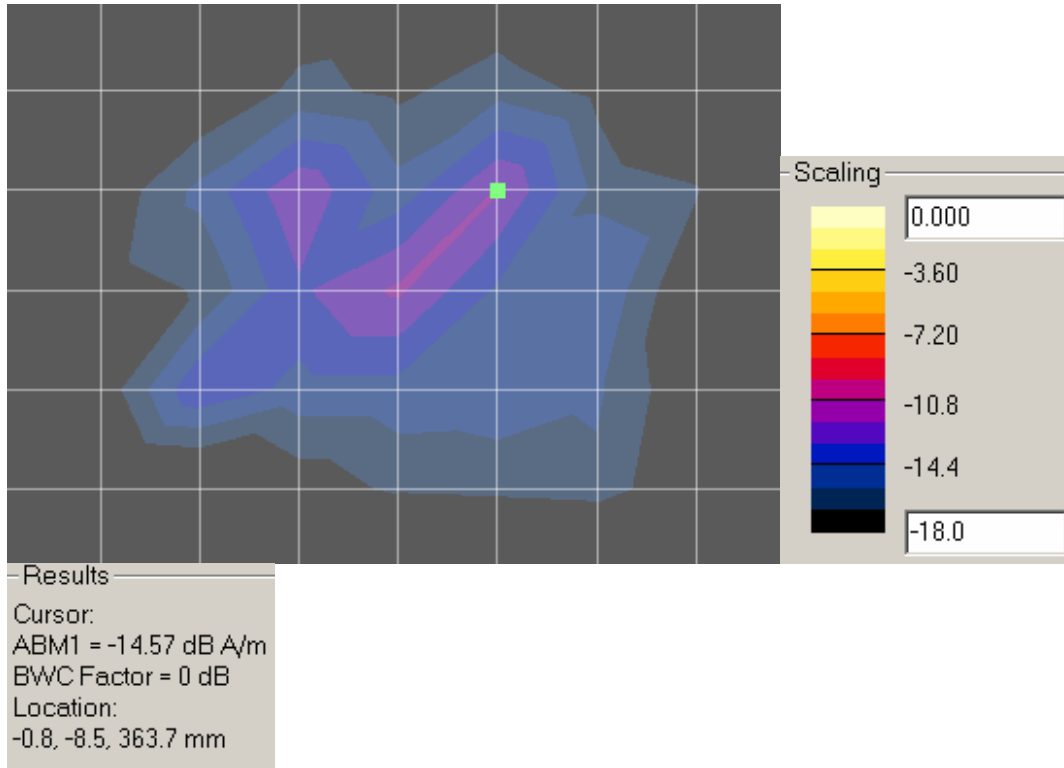 Scaling
0.000
-3.60
-7.20
-10.8
-14.4
-18.0
Results
Cursor:
ABM1 = -14.57 dB A/m
BWC Factor = 0 dB
Location:
-0.8, -8.5, 363.7 mm